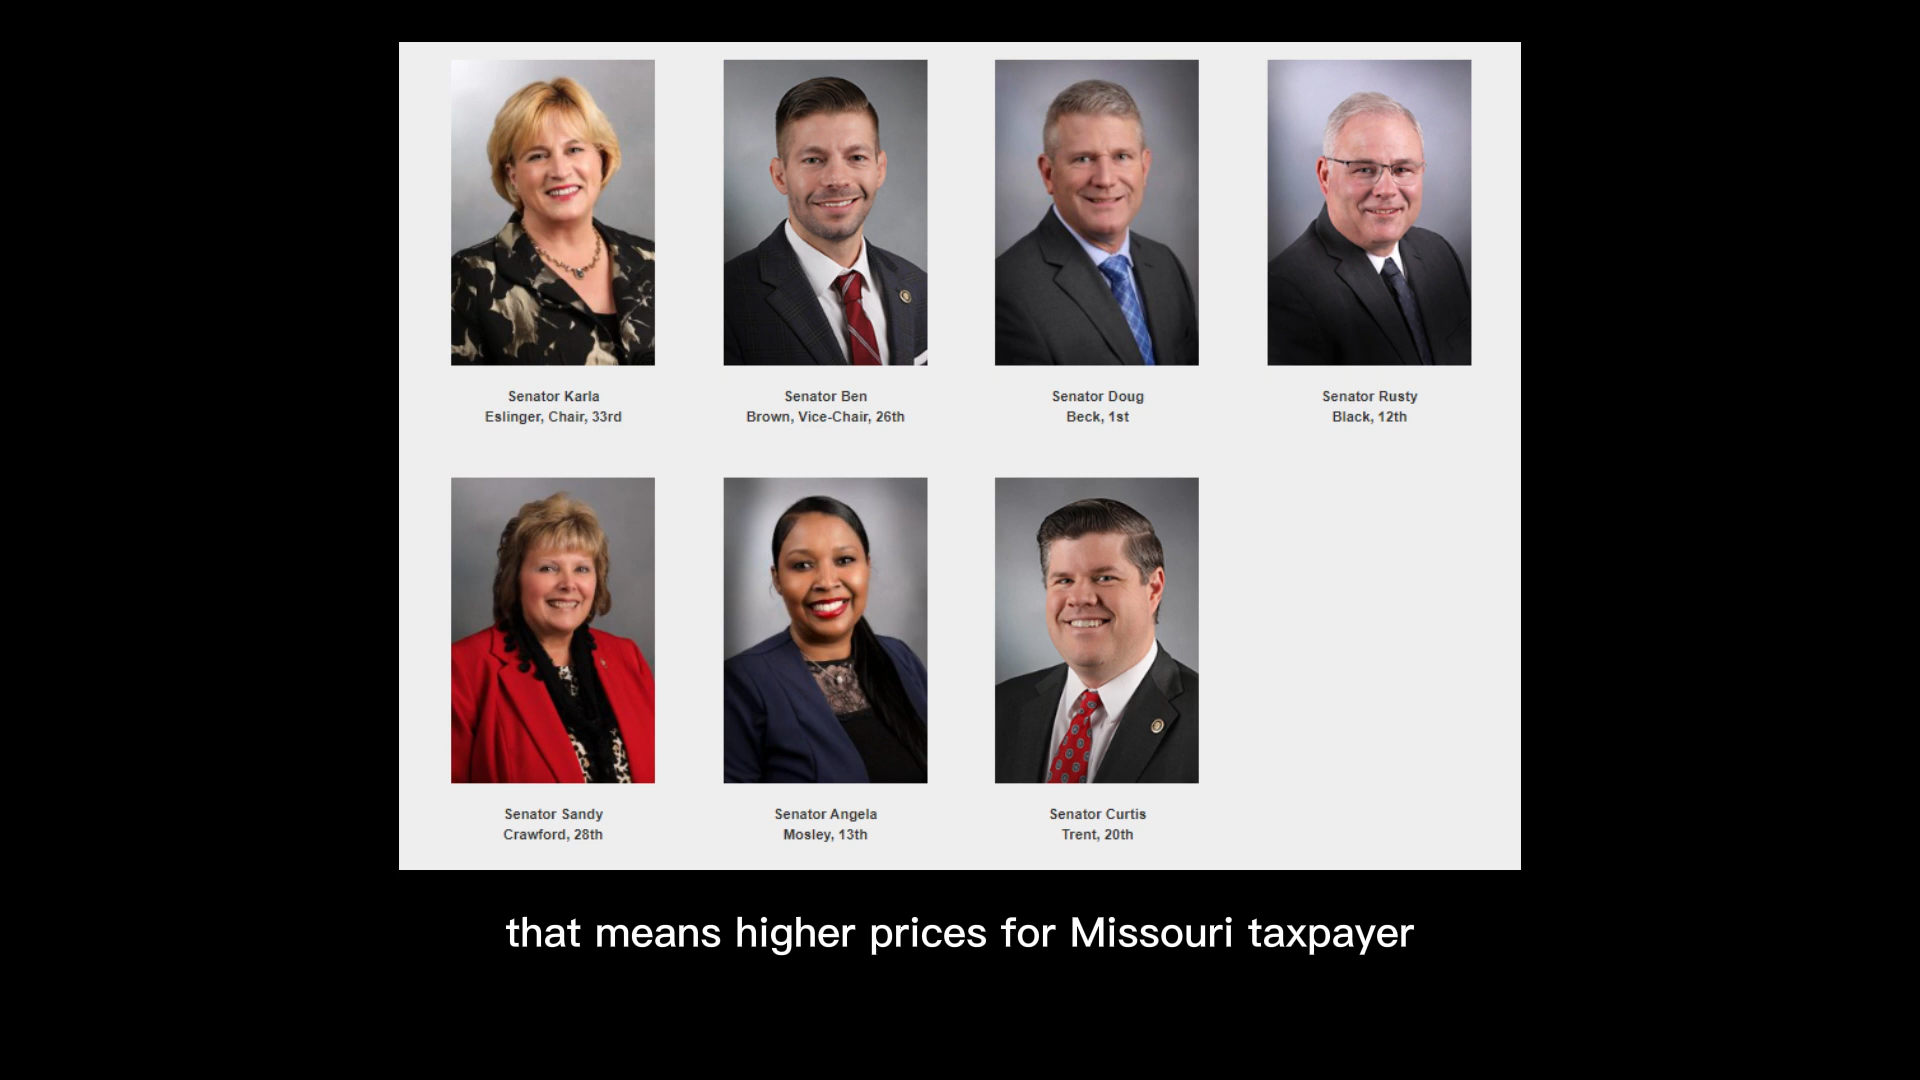 Senator Karla
Eslinger, Chair, 33rd
Senator Ben
Brown, Vice-Chair, 26th
Senator Doug
Beck, 1st
Senator Rusty
Black, 12th
Senator Sandy
Crawford, 28th
Senator Angela
Mosley, 13th
Senator Curtis
Trent, 20th
that means higher prices for Missouri taxpayer